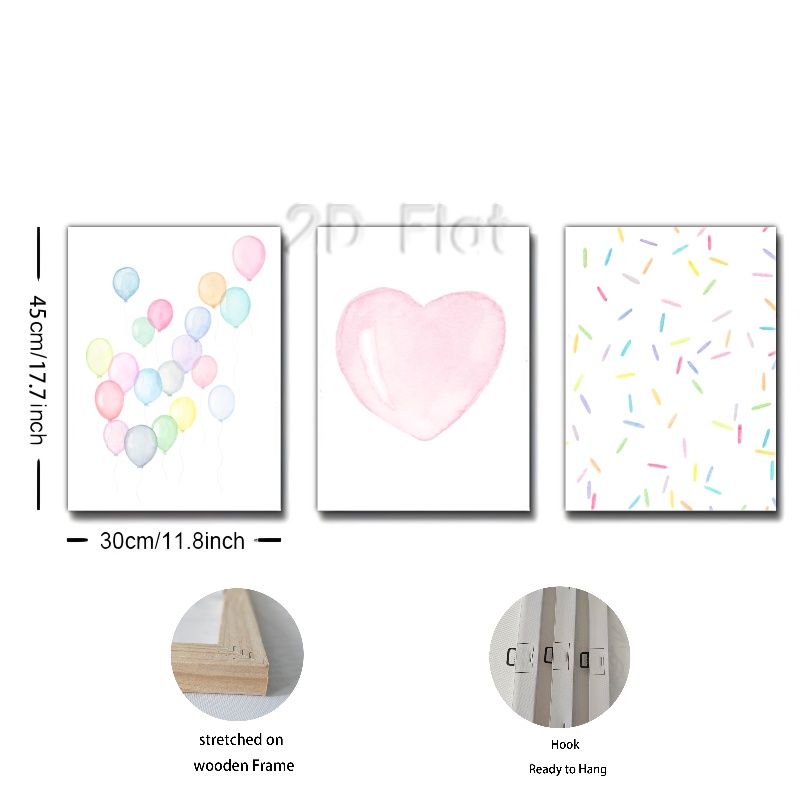 2D Flat
45cm/17.7inch
30cm/11.8inch
stretched on
wooden Frame
Hook
Ready to Hang